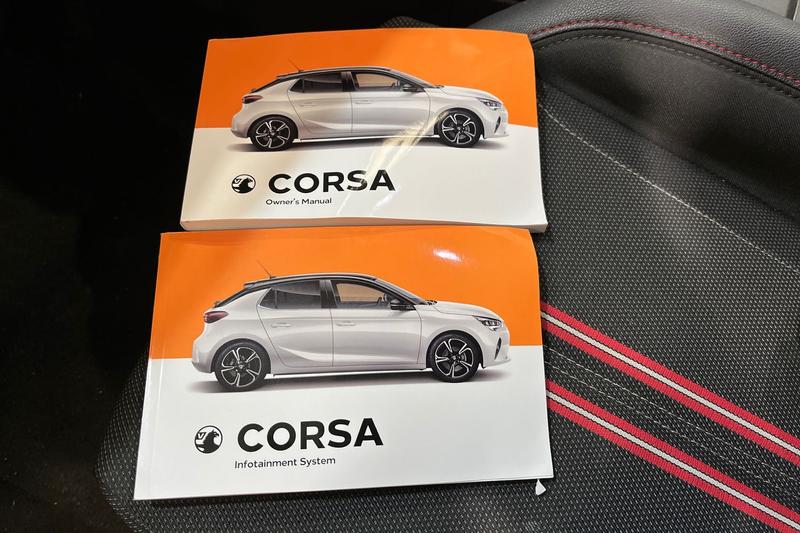 CORSA
Owner's Manual
CORSA
Infotainment System